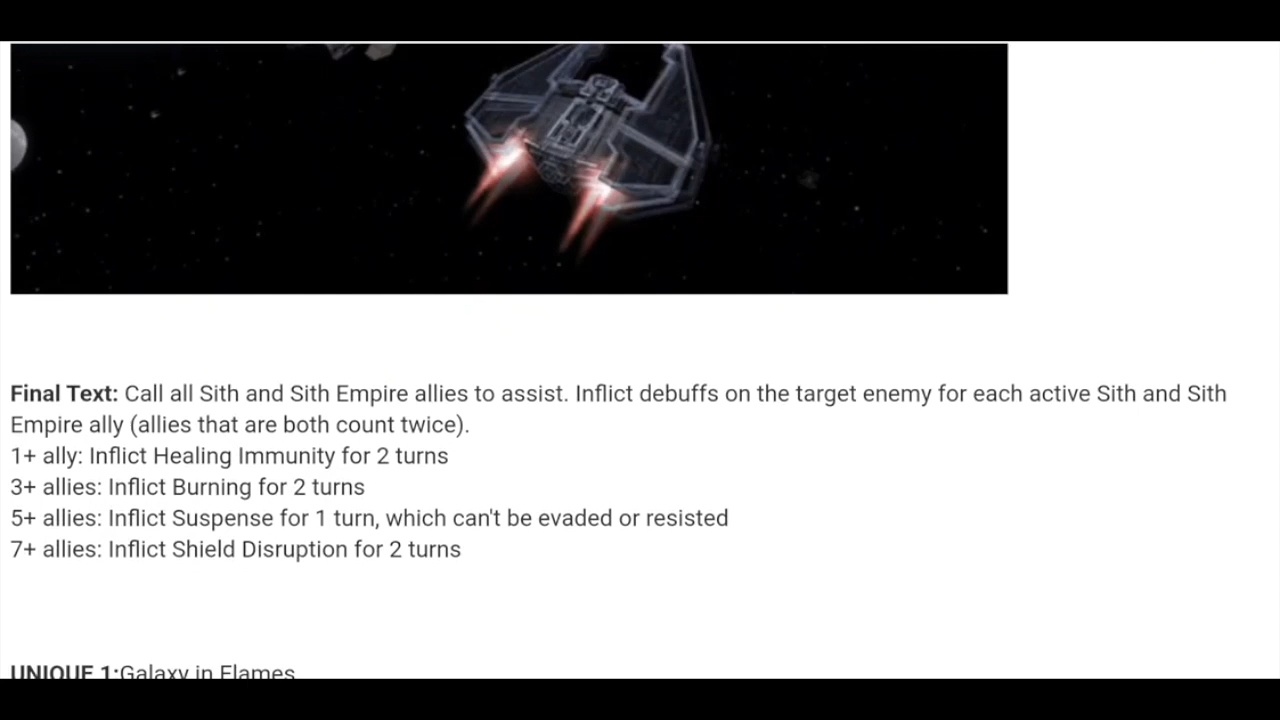 Final Text: Call all Sith and Sith Empire allies to assist. Inflict debuffs on the target enemy for each active Sith and Sith
Empire ally (allies that are both count twice).
1+ ally: Inflict Healing Immunity for 2 turns
3+ allies: Inflict Burning for 2 turns
5+ allies: Inflict Suspense for 1 turn, which can't be evaded or resisted
7+ allies: Inflict Shield Disruption for 2 turns
UNIQUE 1:Galaxy in Flames